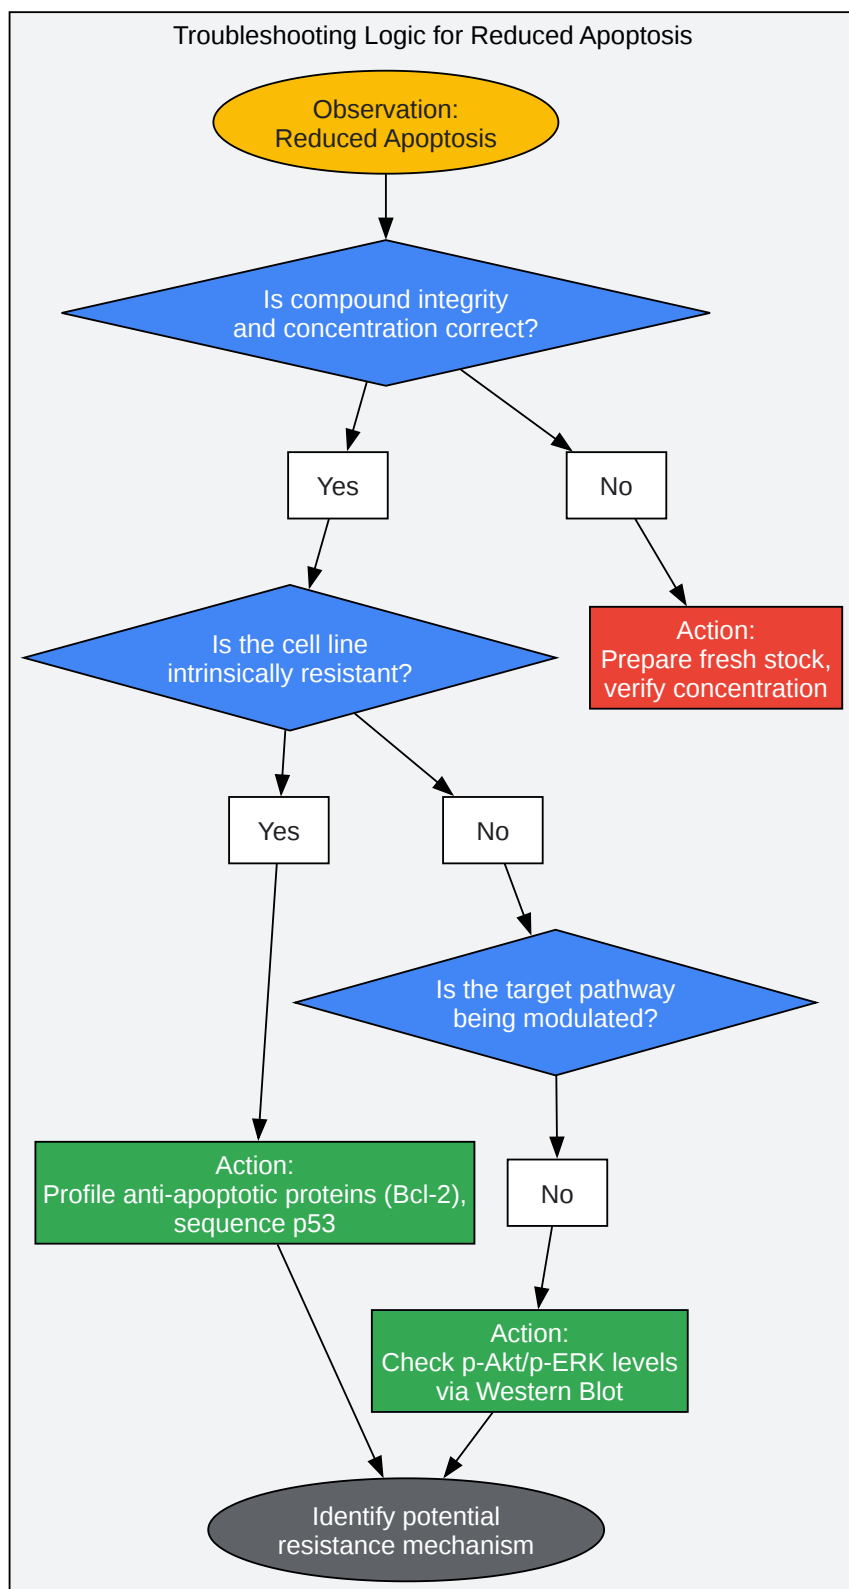 Troubleshooting Logic for Reduced Apoptosis
Observation:
Reduced Apoptosis
Is compound integrity
and concentration correct?
Yes
No
Is the cell line
intrinsically resistant?
Action:
Prepare fresh stock,
verify concentration
Yes
No
Is the target pathway
being modulated?
Action:
Profile anti-apoptotic proteins (Bcl-2),
sequence p53
No
Action:
Check p-Akt/p-ERK levels
via Western Blot
Identify potential
resistance mechanism